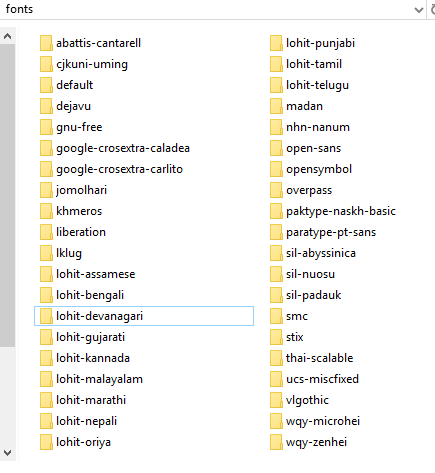 fonts
abattis-cantarell
cjkuni-uming
default
dejavu
gnu-free
google-crosextra-caladea
google-crosextra-carlito
jomolhari
khmeros
liberation
lklug
lohit-assamese
lohit-bengali
lohit-devanagari
lohit-gujarati
lohit-kannada
lohit-malayalam
lohit-marathi
lohit-nepali
lohit-oriya
lohit-punjabi
lohit-tamil
lohit-telugu
madan
nhn-nanum
open-sans
opensymbol
overpass
paktype-naskh-basic
paratype-pt-sans
sil-abyssinica
sil-nuosu
sil-padauk
smc
stix
thai-scalable
ucs-miscfixed
vlgothic
wqy-microhei
wqy-zenhei